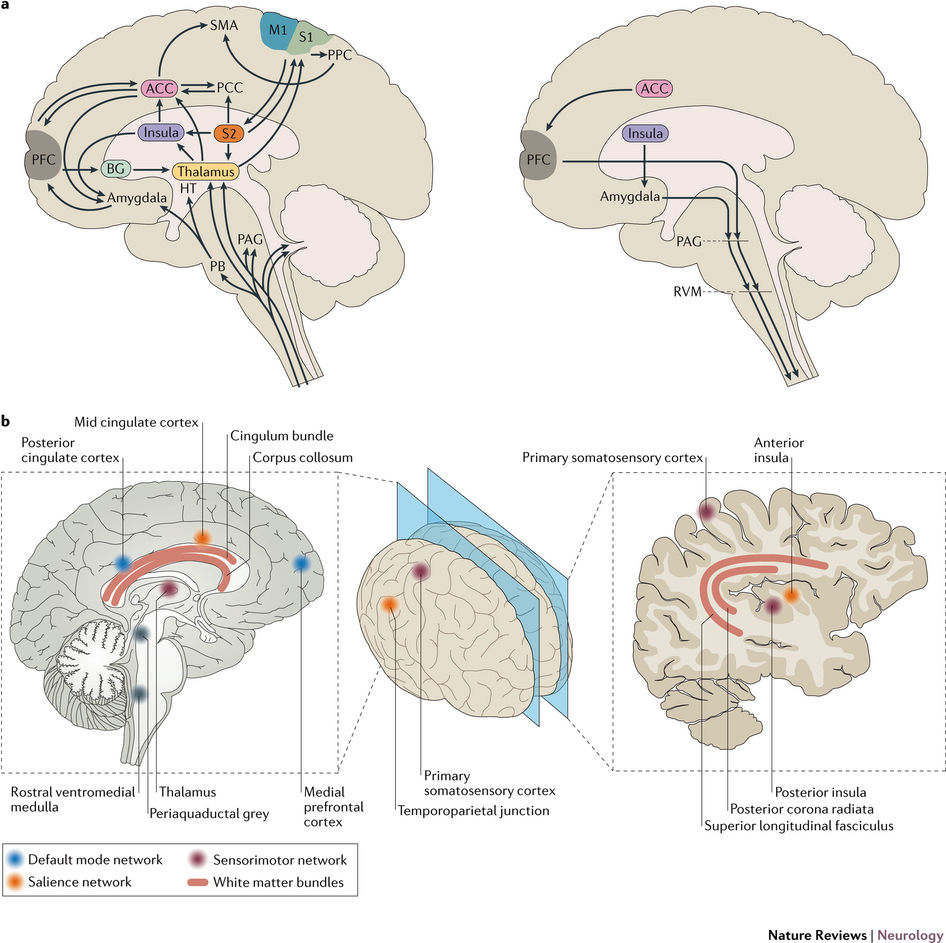 a
SMA
M1
S1
PPC
ACC
PCC
Insula
S2
PFC
BG
Thalamus
HT
Amygdala
PAG
PB
ACC
Insula
PFC
Amygdala
PAG
RVM
b
Mid cingulate cortex
Posterior
cingulate cortex
Cingulum bundle
Corpus collosum
Primary somatosensory cortex
Anterior
insula
Rostral ventromedial
medulla
Thalamus
Periaquaductal grey
Medial
prefrontal
cortex
Primary
somatosensory cortex
Temporoparietal junction
Posterior insula
Posterior corona radiata
Superior longitudinal fasciculus
Default mode network
Sensorimotor network
Salience network
White matter bundles
Nature Reviews | Neurology